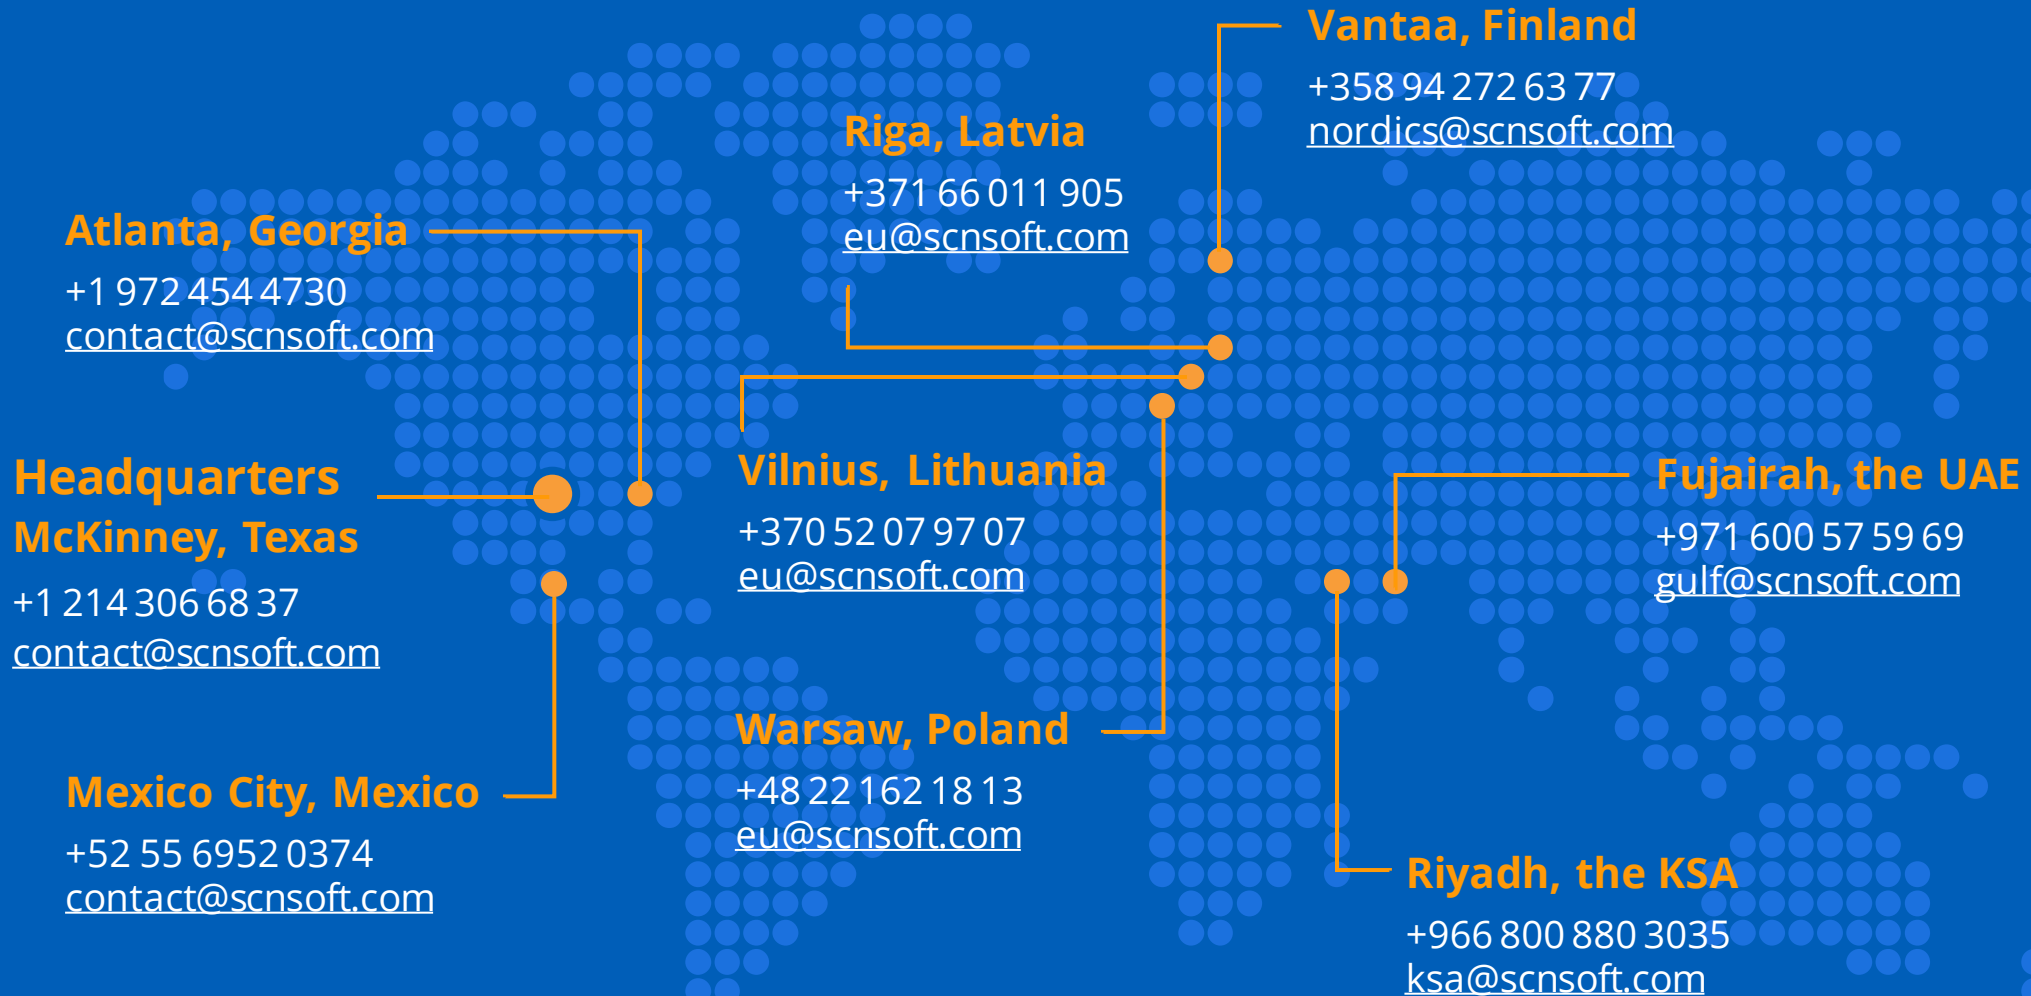 Vantaa, Finland
+358 94 272 63 77
nordics@scnsoft.com
Riga, Latvia
+371 66 011 905
eu@scnsoft.com
Atlanta, Georgia
+1 972 454 4730
contact@scnsoft.com
Headquarters
McKinney, Texas
+1 214 306 68 37
contact@scnsoft.com
Vilnius, Lithuania
+370 52 07 97 07
eu@scnsoft.com
Fujairah, the UAE
+971 600 57 59 69
gulf@scnsoft.com
Warsaw, Poland
+48 22 162 18 13
eu@scnsoft.com
Mexico City, Mexico
+52 55 6952 0374
contact@scnsoft.com
Riyadh, the KSA
+966 800 880 3035
ksa@scnsoft.com